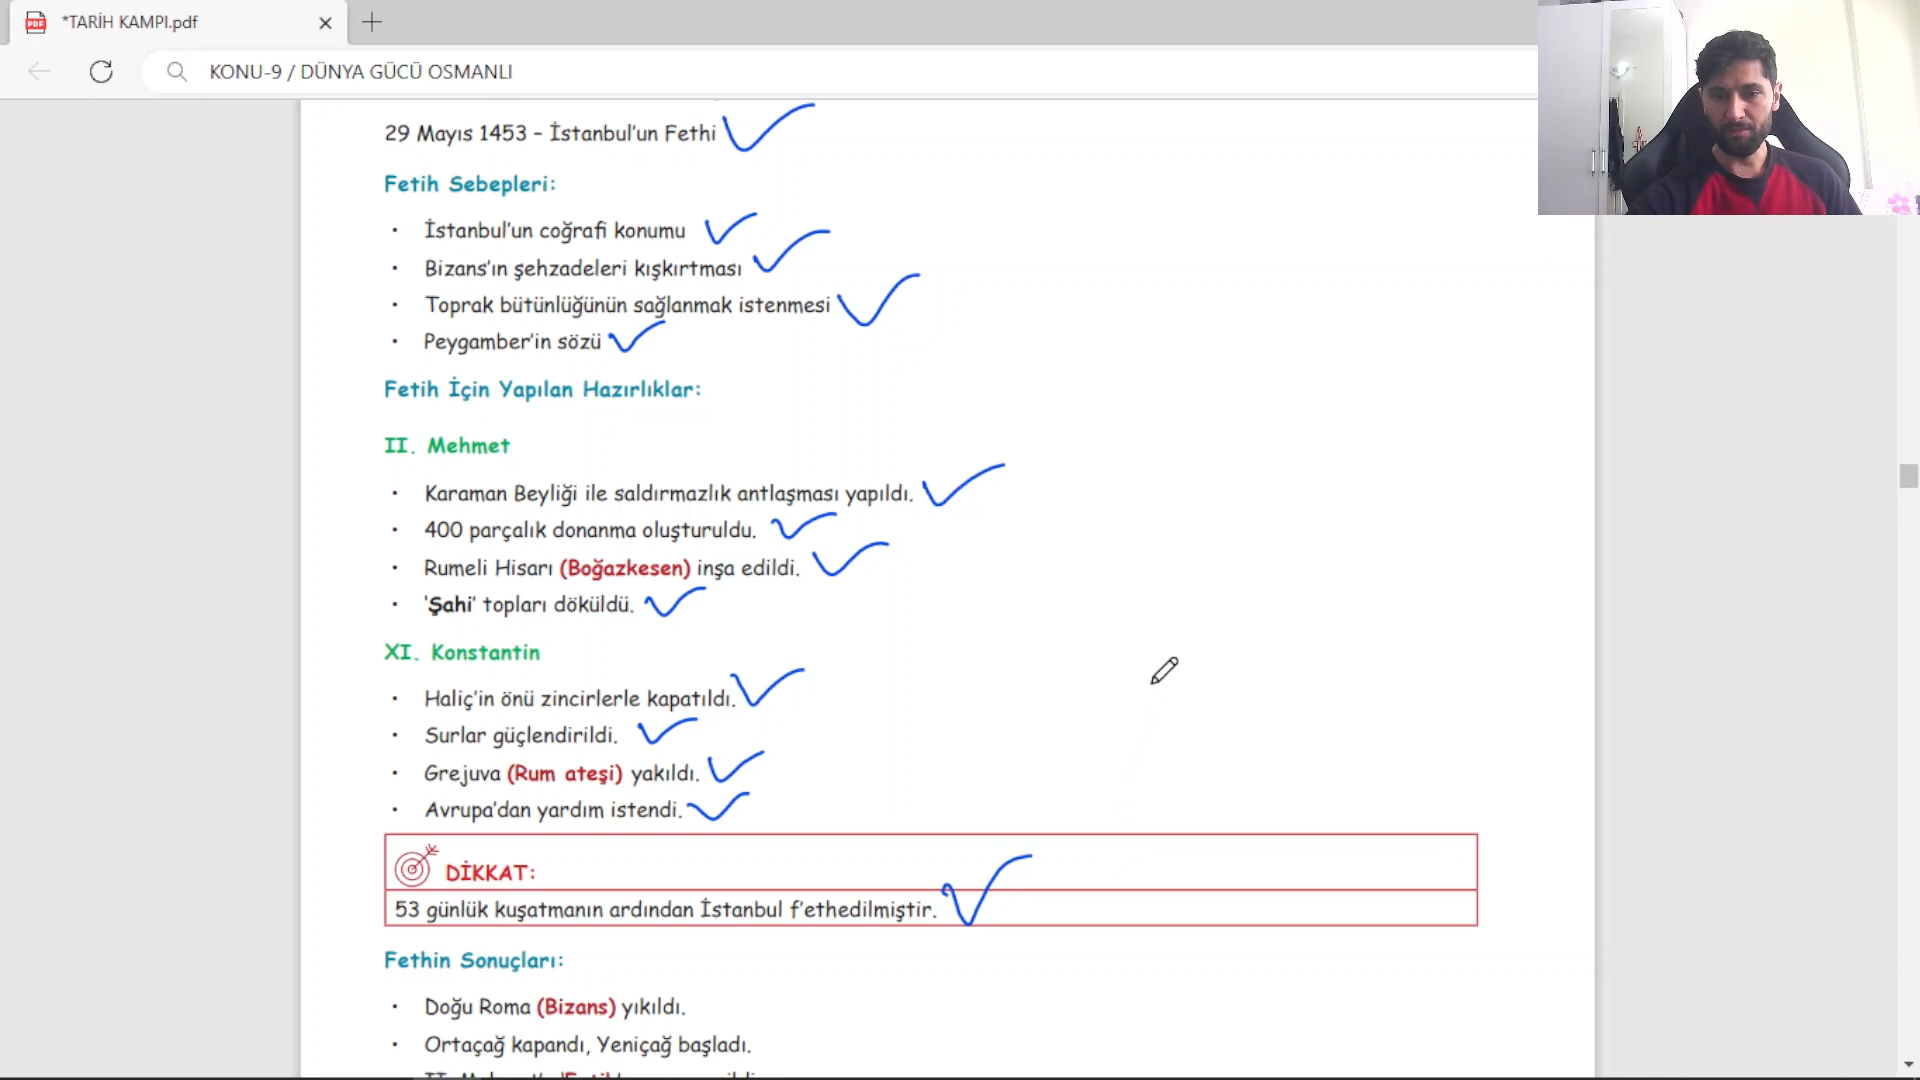 *TARİH KAMPI.pdf
KONU-9 / DÜNYA GÜCÜ OSMANLI
29 Mayıs 1453 – İstanbul'un Fethi
Fetih Sebepleri:
• İstanbul'un coğrafi konumu
• Bizans'ın şehzadeleri kışkırtması
• Toprak bütünlüğünün sağlanmak istenmesi
• Peygamber'in sözü
Fetih İçin Yapılan Hazırlıklar:
II. Mehmet
• Karaman Beyliği ile saldırmazlık antlaşması yapıldı.
• 400 parçalık donanma oluşturuldu.
• Rumeli Hisarı (Boğazkesen) inşa edildi.
• 'Şahi' topları döküldü.
XI. Konstantin
• Haliç'in önü zincirlerle kapatıldı.
• Surlar güçlendirildi.
• Grejuva (Rum ateşi) yakıldı.
• Avrupa'dan yardım istendi.
DİKKAT:
53 günlük kuşatmanın ardından İstanbul f'ethedilmiştir.
Fethin Sonuçları:
• Doğu Roma (Bizans) yıkıldı.
• Ortaçağ kapandı, Yeniçağ başladı.